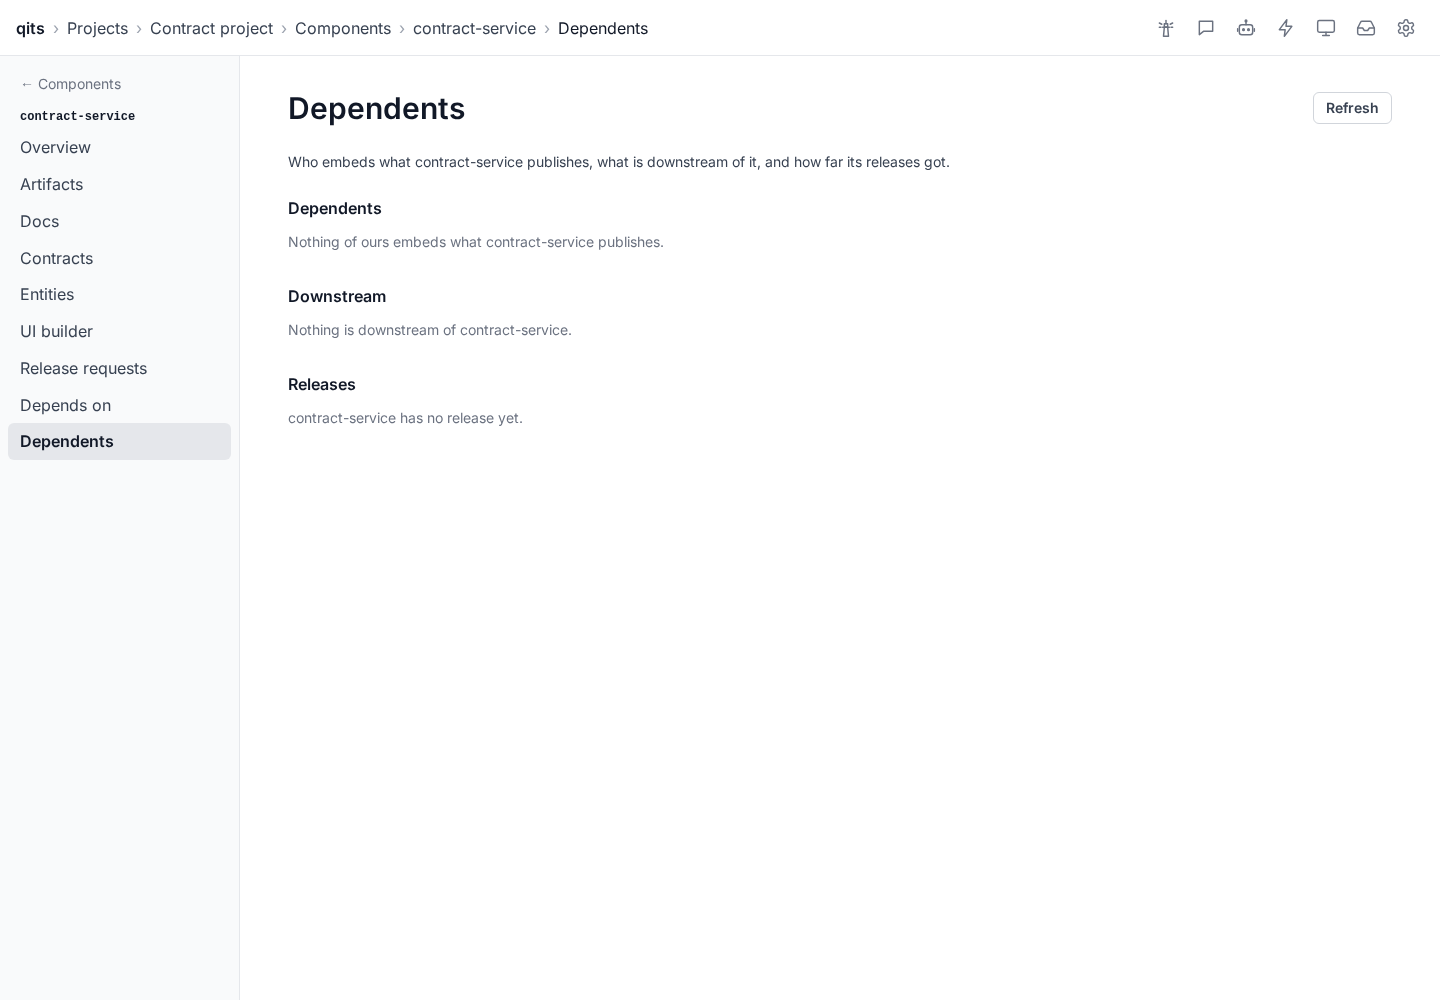 qits › Projects › Contract project › Components › contract-service › Dependents
← Components
contract-service
Overview
Artifacts
Docs
Contracts
Entities
UI builder
Release requests
Depends on
Dependents
Dependents
Refresh
Who embeds what contract-service publishes, what is downstream of it, and how far its releases got.
Dependents
Nothing of ours embeds what contract-service publishes.
Downstream
Nothing is downstream of contract-service.
Releases
contract-service has no release yet.